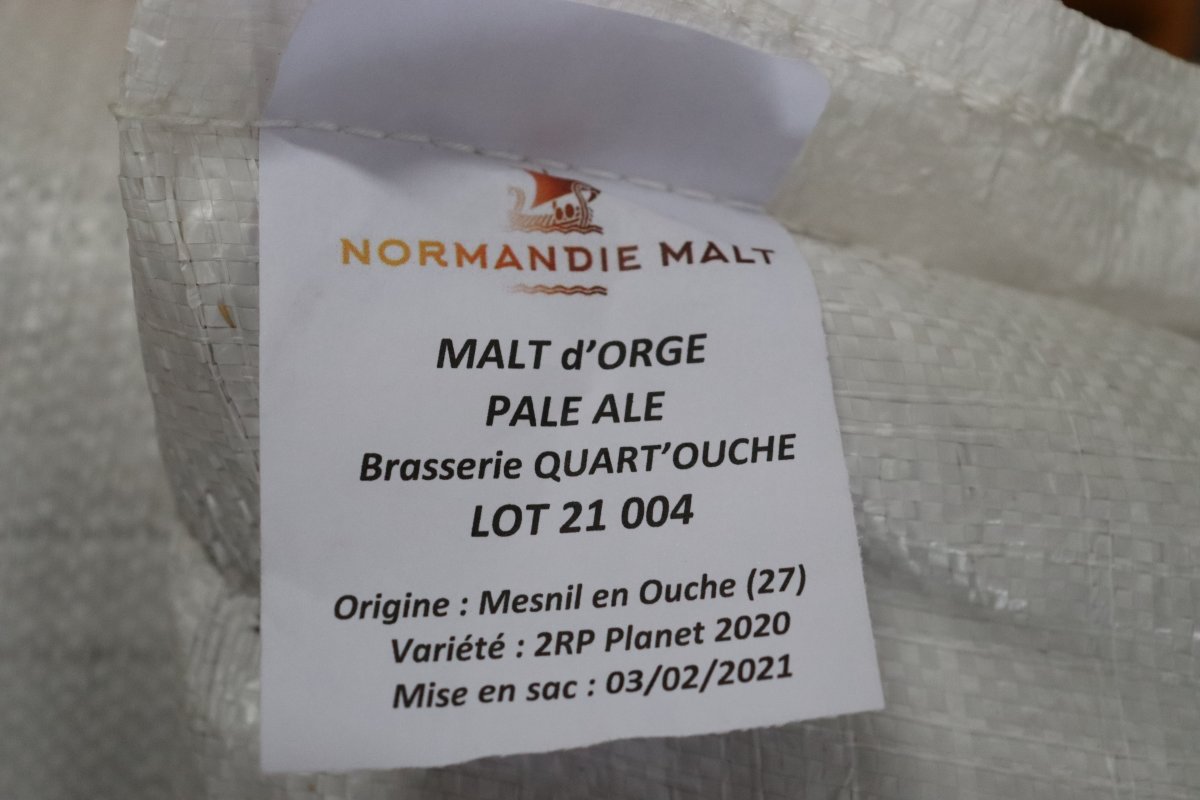 NORMANDIE MALT
MALT d'ORGE
PALE ALE
Brasserie QUART'OUCHE
LOT 21 004
Origine : Mesnil en Ouche (27)
Variété : 2RP Planet 2020
Mise en sac : 03/02/2021